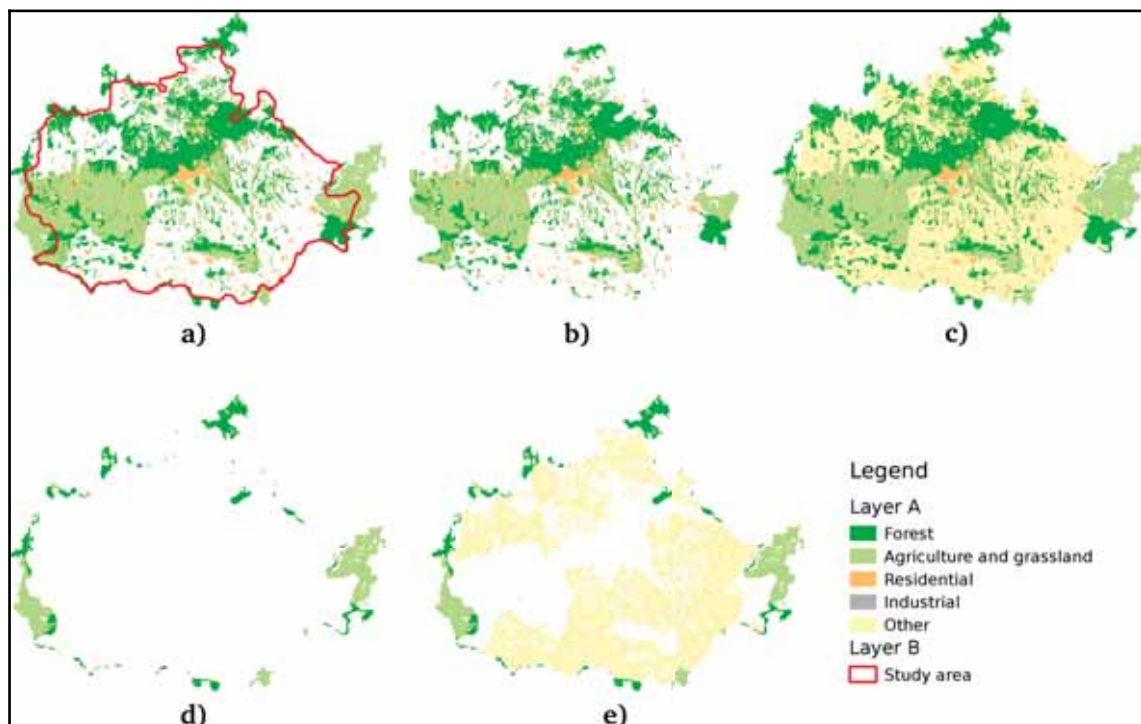 a)
b)
c)
d)
e)
Legend
Layer A
Forest
Agriculture and grassland
Residential
Industrial
Other
Layer B
Study area